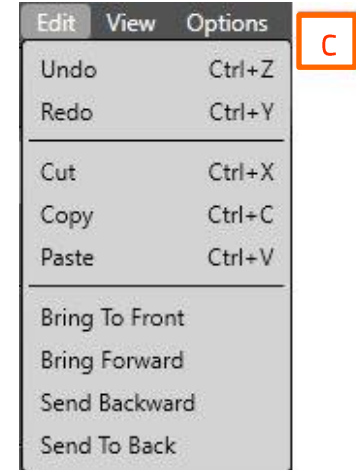 Edit View Options
C
Undo Ctrl+Z
Redo Ctrl+Y
Cut Ctrl+X
Copy Ctrl+C
Paste Ctrl+V
Bring To Front
Bring Forward
Send Backward
Send To Back